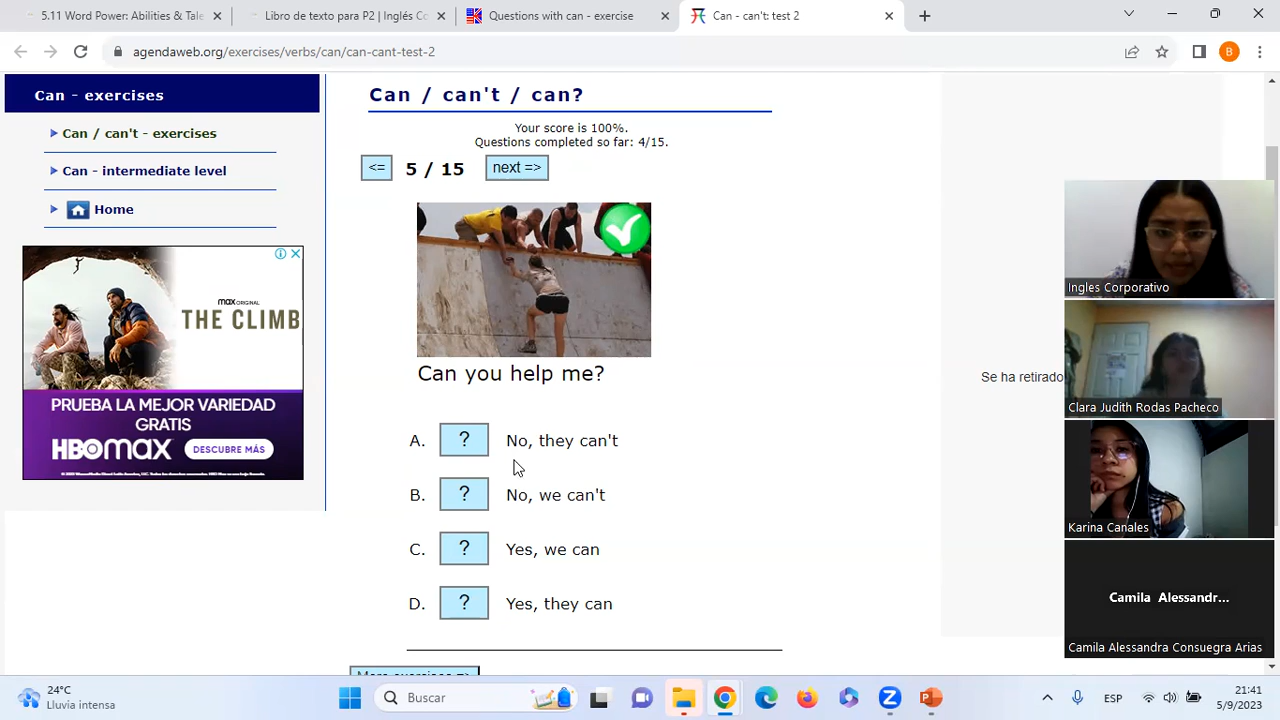 5.11 Word Power: Abilities & Tale
Libro de texto para P2 | Inglés Co
Questions with can - exercise
Can - can't: test 2
agendaweb.org/exercises/verbs/can/can-cant-test-2
B
Can - exercises
Can / can't - exercises
Can - intermediate level
Home
max ORIGINAL
THE CLIMB
PRUEBA LA MEJOR VARIEDAD
GRATIS
HBOmax
DESCUBRE MÁS
Can / can't / can?
Your score is 100%.
Questions completed so far: 4/15.
<=
5 / 15
next =>
Can you help me?
A. ? No, they can't
B. ? No, we can't
C. ? Yes, we can
D. ? Yes, they can
Se ha retirado
Ingles Corporativo
Clara Judith Rodas Pacheco
Karina Canales
Camila Alessandr...
Camila Alessandra Consuegra Arias
24°C
Lluvia intensa
Buscar
ESP
21:41
5/9/2023